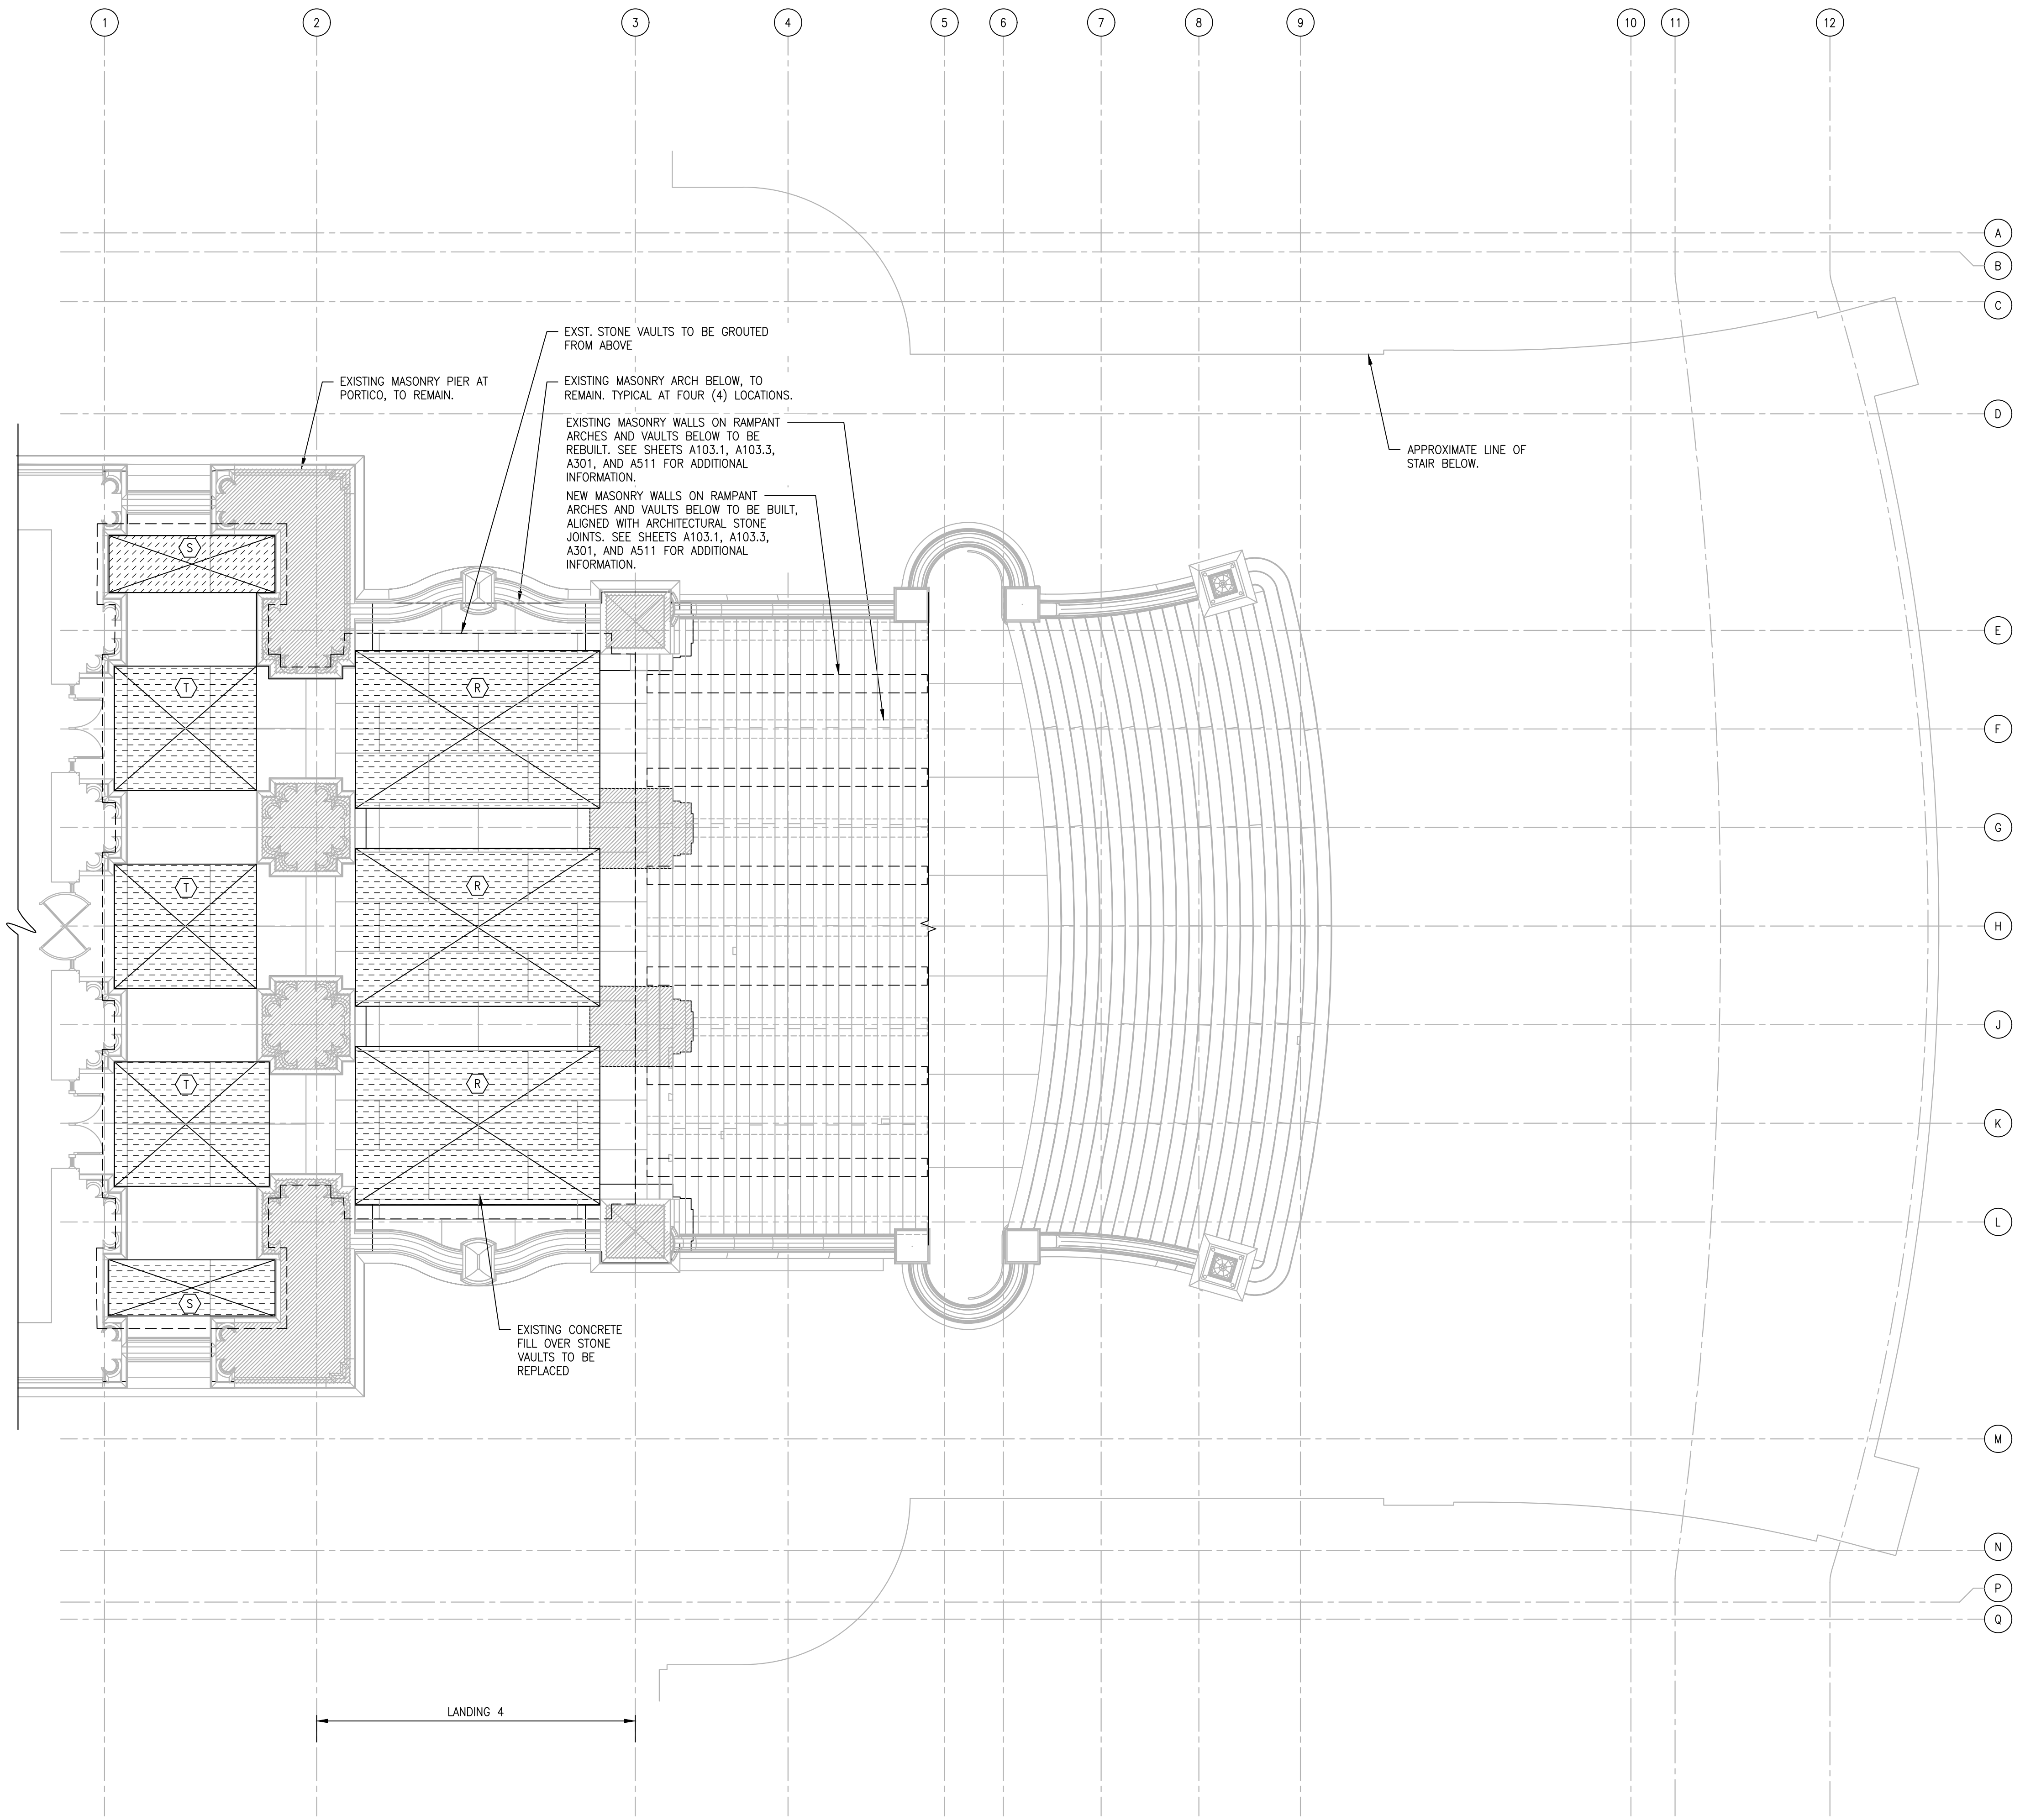 1 2 3 4 5 6 7 8 9 10 11 12
A
B
C
EXST. STONE VAULTS TO BE GROUTED
FROM ABOVE
EXISTING MASONRY PIER AT
PORTICO, TO REMAIN.
EXISTING MASONRY ARCH BELOW, TO
REMAIN. TYPICAL AT FOUR (4) LOCATIONS.
D
EXISTING MASONRY WALLS ON RAMPANT
ARCHES AND VAULTS BELOW TO BE
REBUILT. SEE SHEETS A103.1, A103.3,
A301, AND A511 FOR ADDITIONAL
INFORMATION.
APPROXIMATE LINE OF
STAIR BELOW.
NEW MASONRY WALLS ON RAMPANT
ARCHES AND VAULTS BELOW TO BE BUILT,
ALIGNED WITH ARCHITECTURAL STONE
JOINTS. SEE SHEETS A103.1, A103.3,
A301, AND A511 FOR ADDITIONAL
INFORMATION.
S
E
T R
F
G
T R
H
J
T R
K
L
S
EXISTING CONCRETE
FILL OVER STONE
VAULTS TO BE
REPLACED
M
N
P
Q
LANDING 4